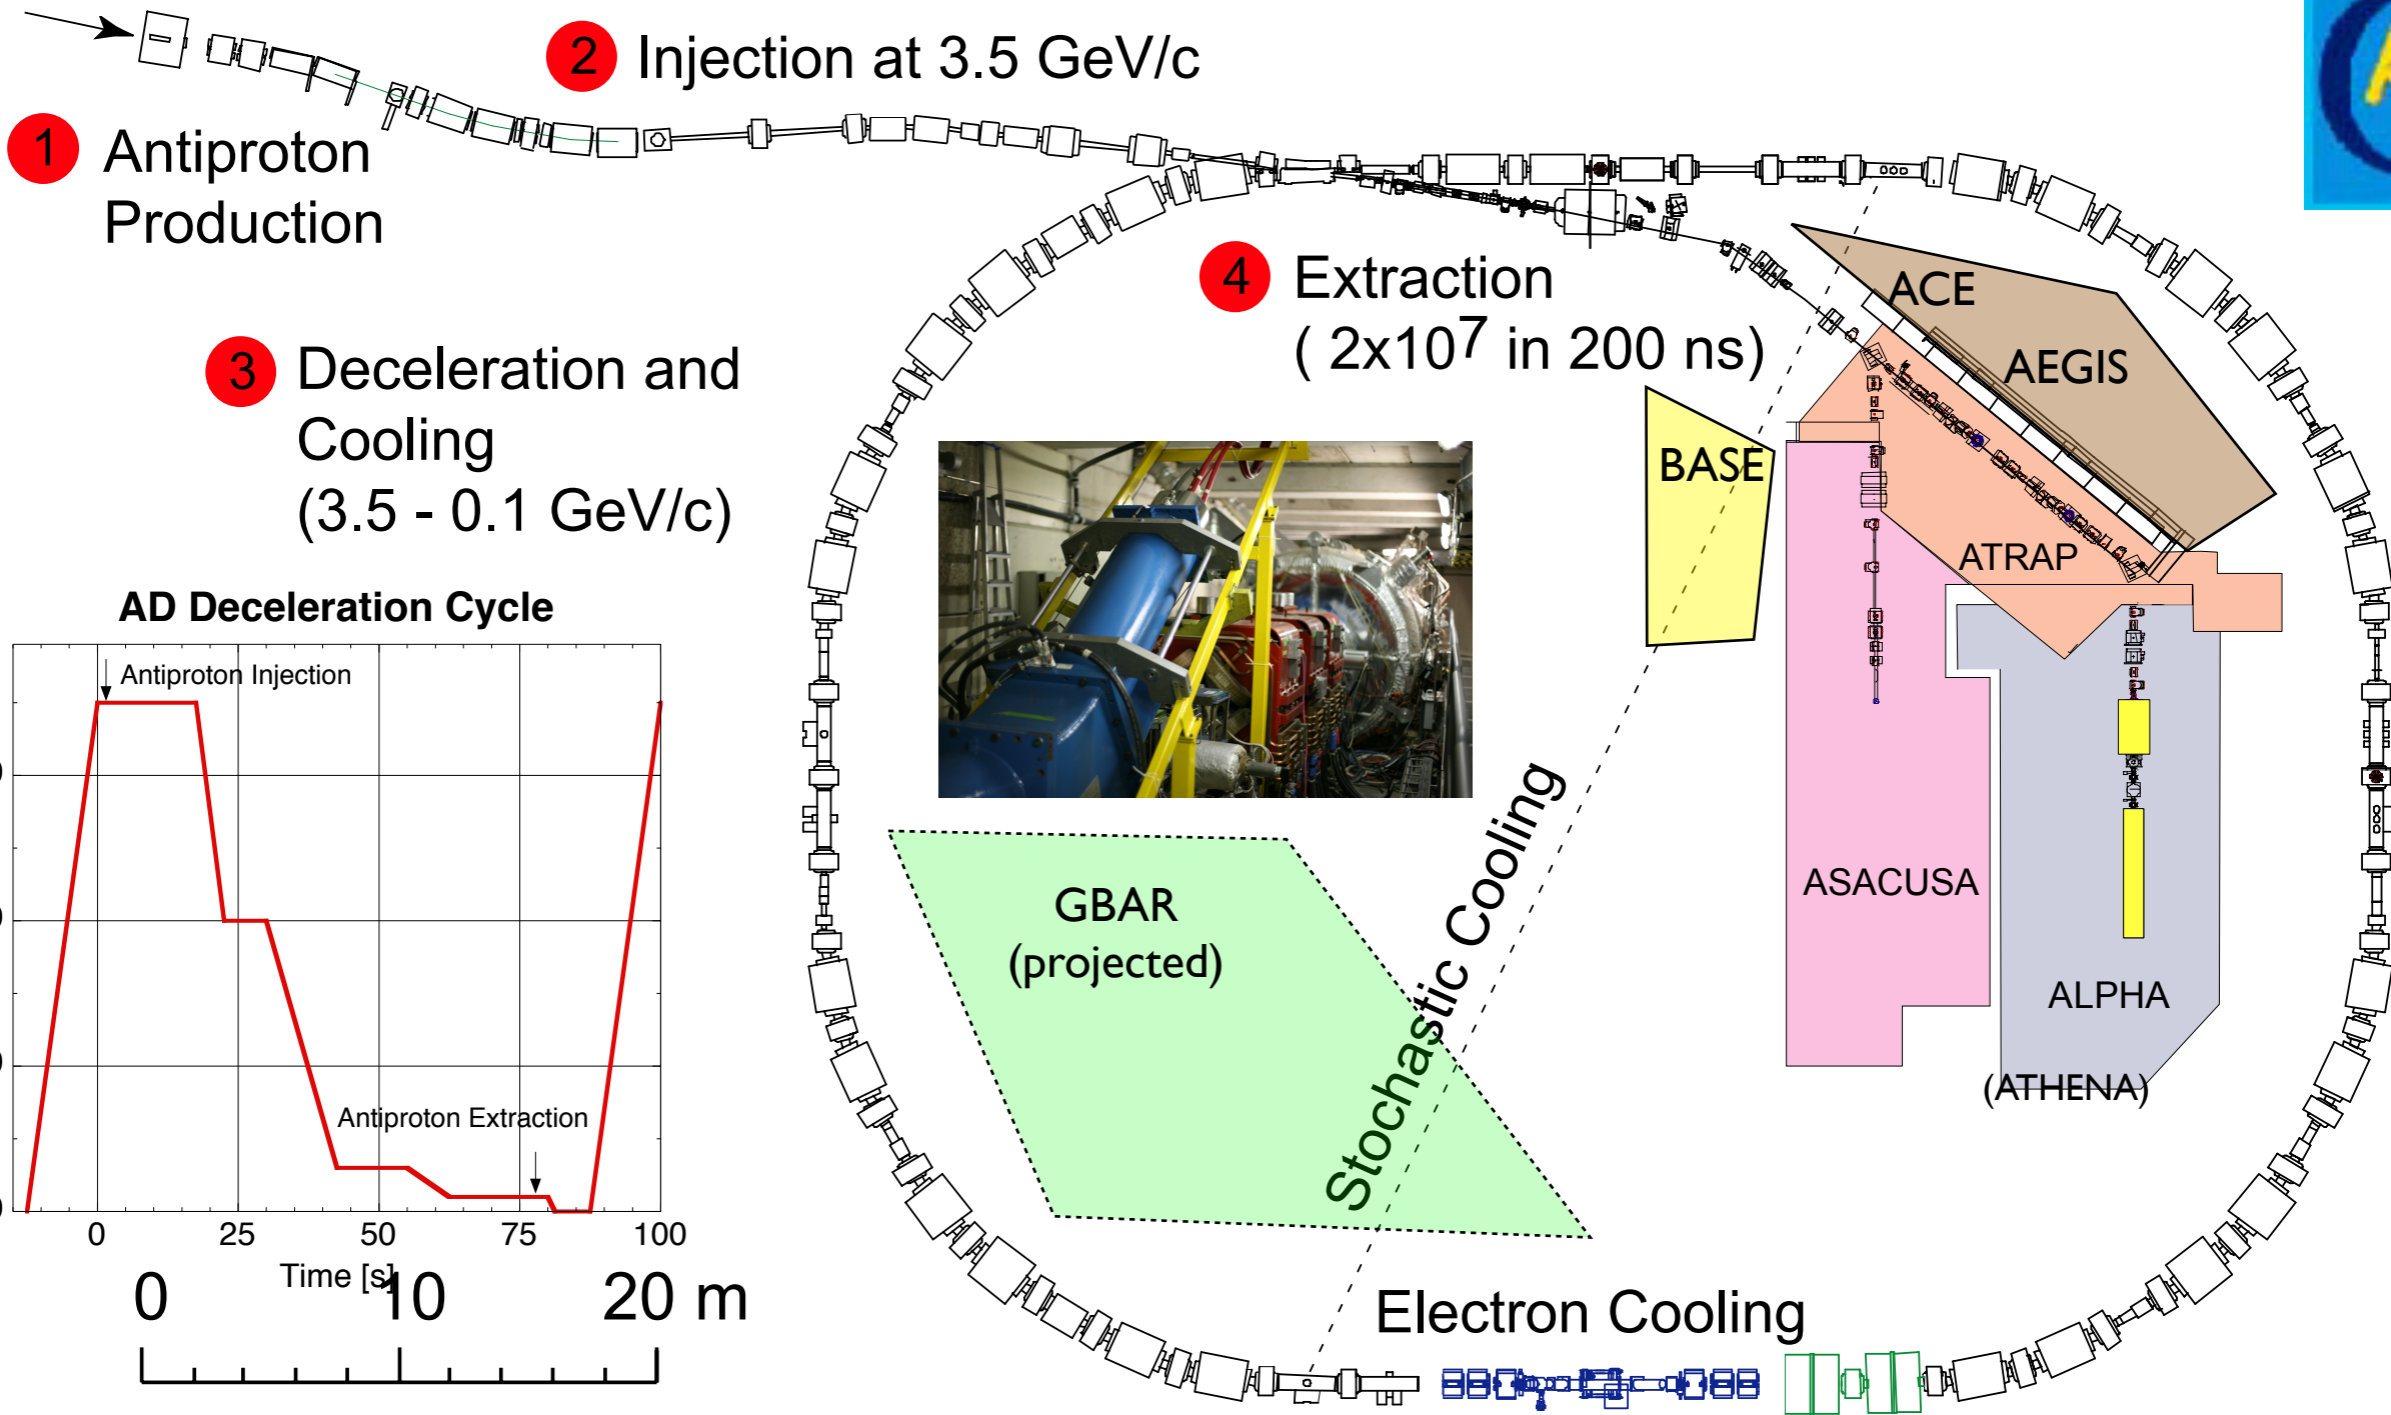 2 Injection at 3.5 GeV/c
1 Antiproton
Production
4 Extraction
( 2x10⁷ in 200 ns)
3 Deceleration and
Cooling
(3.5 - 0.1 GeV/c)
ACE
AEGIS
BASE
ATRAP
ASACUSA
ALPHA
(ATHENA)
GBAR
(projected)
Stochastic Cooling
Electron Cooling
AD Deceleration Cycle
Antiproton Injection
Antiproton Extraction
0 25 50 75 100
Time [s]
0 10 20 m